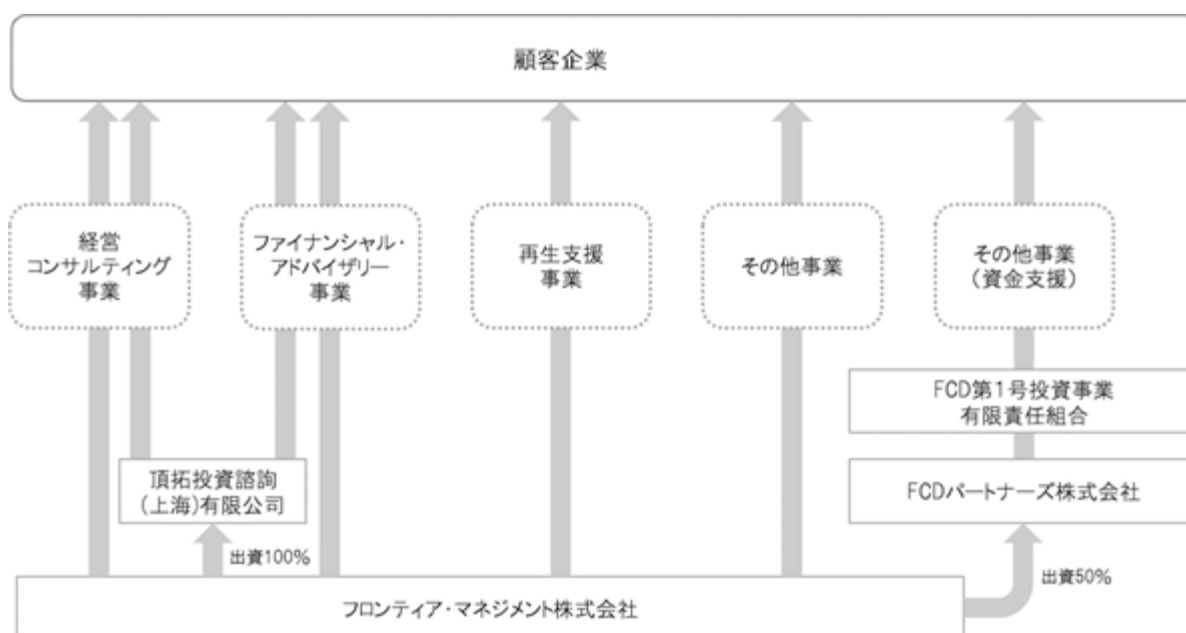 顧客企業
経営
コンサルティング
事業
ファイナンシャル・
アドバイザリー
事業
再生支援
事業
その他事業
その他事業
(資金支援)
FCD第1号投資事業
有限責任組合
頂拓投資諮詢
(上海)有限公司
FCDパートナーズ株式会社
出資100%
出資50%
フロンティア・マネジメント株式会社